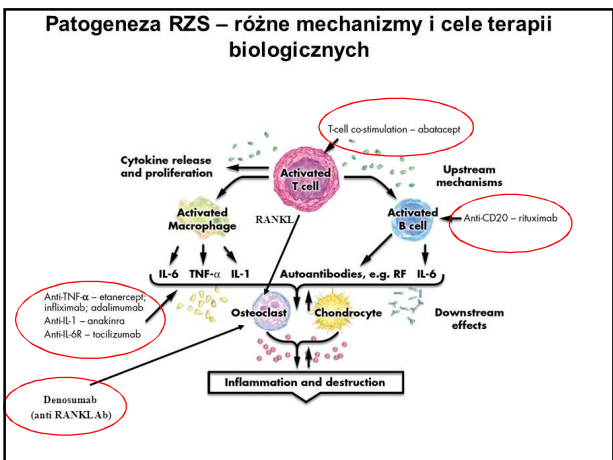 Patogeneza RZS – różne mechanizmy i cele terapii
biologicznych
T-cell co-stimulation – abatacept
Cytokine release
and proliferation
Activated
T cell
Upstream
mechanisms
Activated
Macrophage
RANKL
Activated
B cell
Anti-CD20 – rituximab
IL-6 TNF-α IL-1
Autoantibodies, e.g. RF IL-6
Anti-TNF-α – etanercept;
infliximab; adalimumab
Anti-IL-1 – anakinra
Anti-IL-6R – tocilizumab
Osteoclast
Chondrocyte
Downstream
effects
Inflammation and destruction
Denosumab
(anti RANKL Ab)